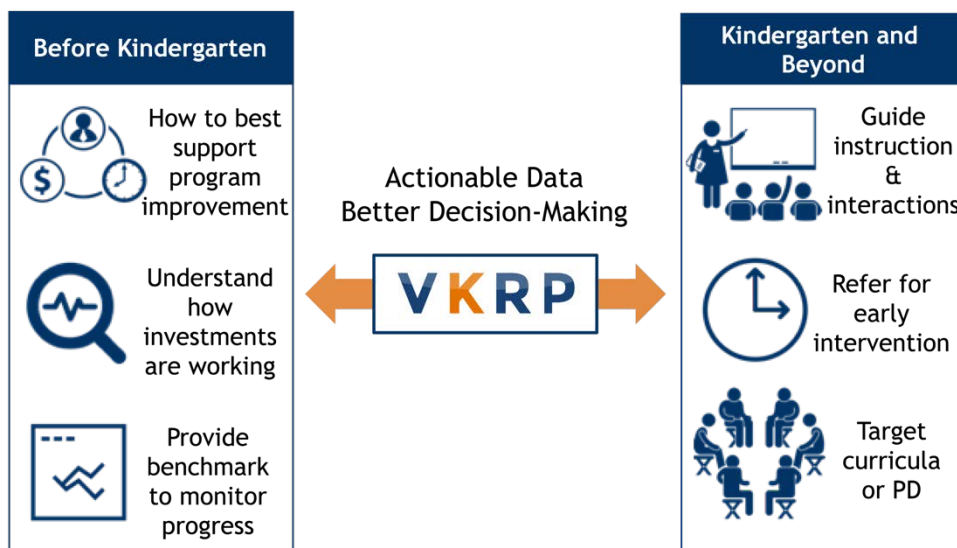 Before Kindergarten
How to best
support
program
improvement
$
Understand
how
investments
are working
Provide
benchmark
to monitor
progress
Actionable Data
Better Decision-Making
VKRP
Kindergarten and
Beyond
Guide
instruction
&
interactions
Refer for
early
intervention
Target
curricula
or PD